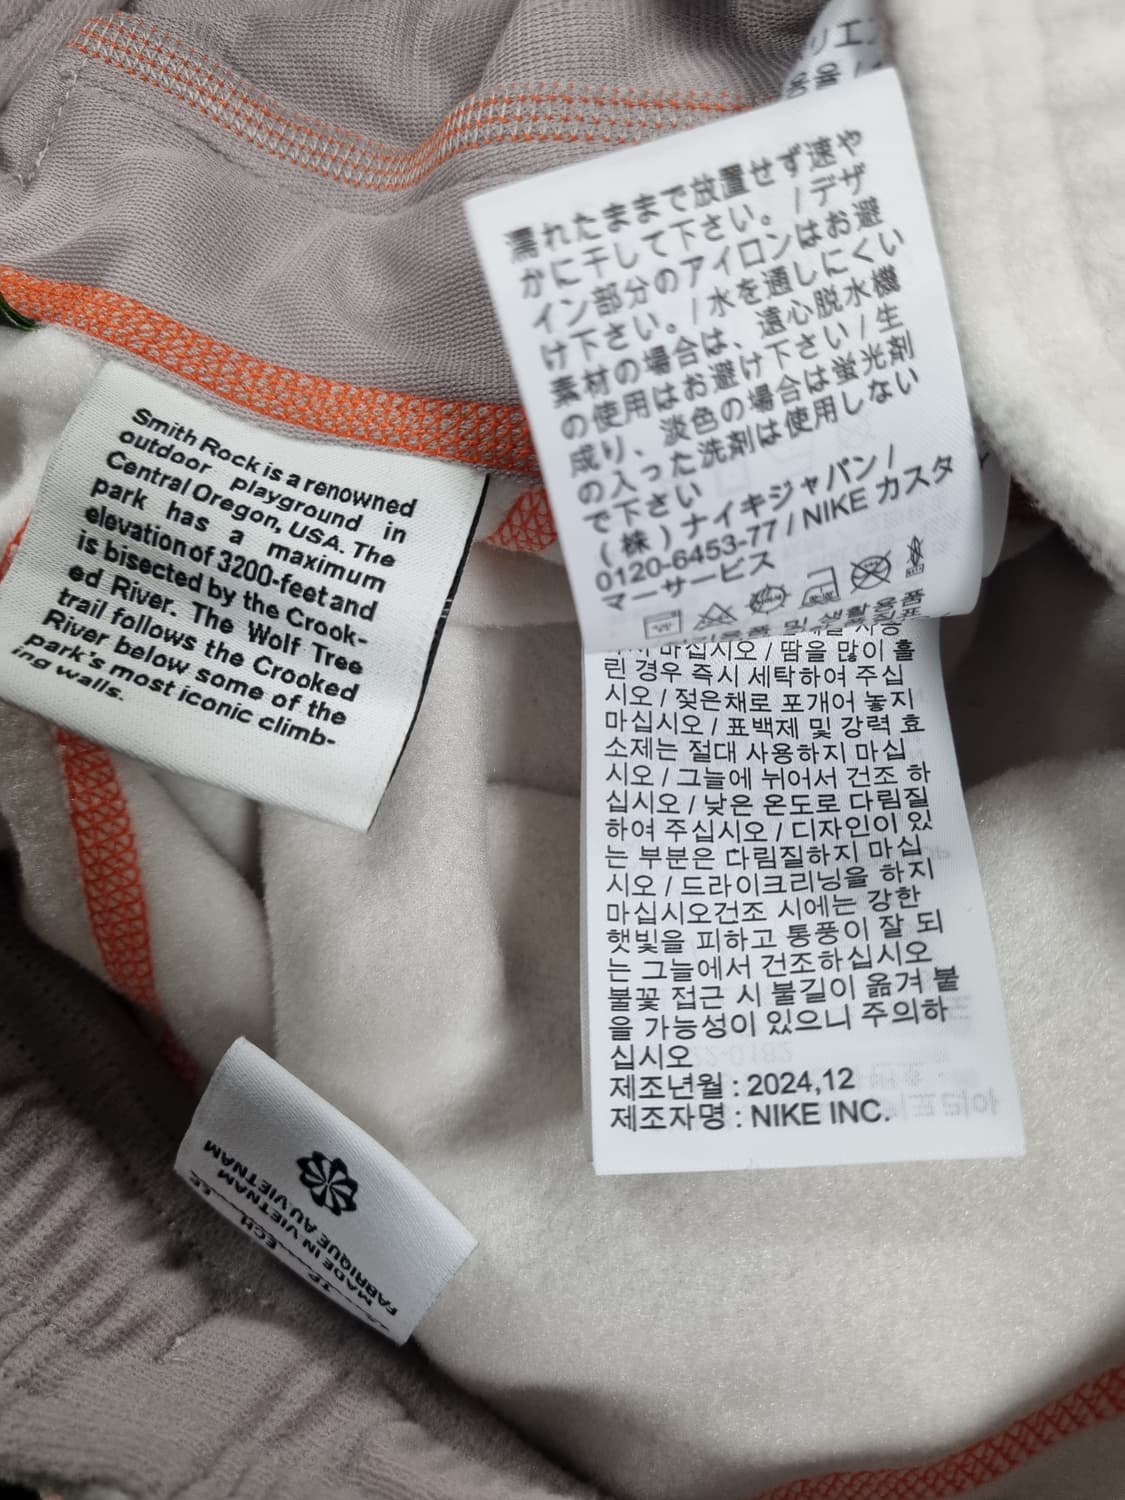 リエ
Smith Rock is a renowned
outdoor playground in
Central Oregon, USA. The
park has a maximum
elevation of 3200-feet and
is bisected by the Crook-
ed River. The Wolf Tree
trail follows the Crooked
River below some of the
park's most iconic climb-
ing walls.
濡れたままで放置せず速や
かに干して下さい。/デザ
イン部分のアイロンはお避
け下さい。/水を通しにくい
素材の場合は、遠心脱水機
の使用はお避け下さい/生
成り、淡色の場合は蛍光剤
の入った洗剤は使用しない
で下さい
(株)ナイキジャパン/
0120-6453-77/NIKE カスタ
マーサービス
마십시오/땀을 많이 흘
린 경우 즉시 세탁하여 주십
시오/젖은채로 포개어 놓지
마십시오/표백제 및 강력 효
소제는 절대 사용하지 마십
시오/그늘에 뉘어서 건조 하
십시오/낮은 온도로 다림질
하여 주십시오/디자인이 있
는 부분은 다림질하지 마십
시오/드라이크리닝을 하지
마십시오건조 시에는 강한
햇빛을 피하고 통풍이 잘 되
는 그늘에서 건조하십시오
불꽃 접근 시 불길이 옮겨 붙
을 가능성이 있으니 주의하
십시오
제조년월 : 2024,12
제조자명 : NIKE INC.
MADE IN VIETNAM
FABRIQUE AU VIETNAM